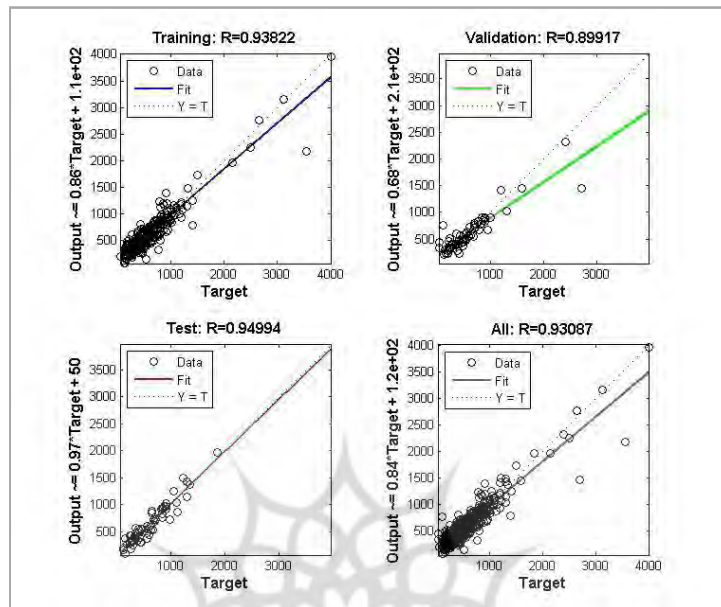 Training: R=0.93822
Output ~= 0.86*Target + 1.1e+02
4000
3500
3000
2500
2000
1500
1000
500
Data
Fit
Y = T
1000 2000 3000 4000
Target
Validation: R=0.89917
Output ~= 0.68*Target + 2.1e+02
3500
3000
2500
2000
1500
1000
500
Data
Fit
Y = T
1000 2000 3000
Target
Test: R=0.94994
Output ~= 0.97*Target + 50
3500
3000
2500
2000
1500
1000
500
Data
Fit
Y = T
1000 2000 3000
Target
All: R=0.93087
Output ~= 0.84*Target + 1.2e+02
4000
3500
3000
2500
2000
1500
1000
500
Data
Fit
Y = T
1000 2000 3000 4000
Target